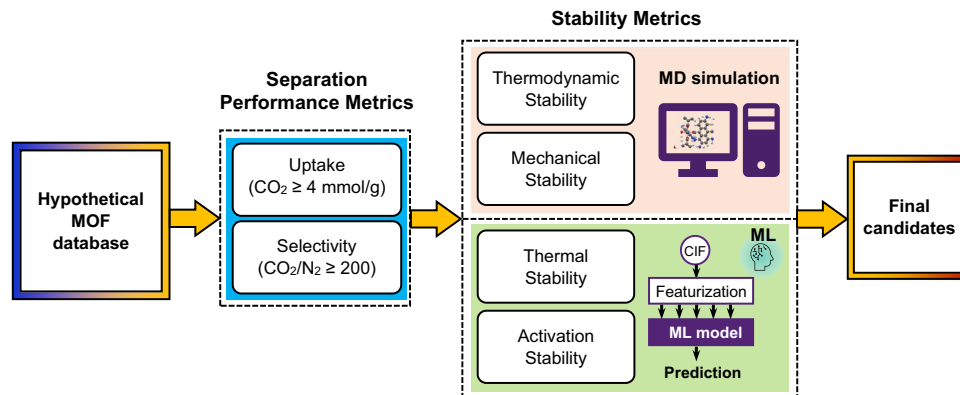 Stability Metrics
Separation
Performance Metrics
Hypothetical
MOF
database
Uptake
(CO₂ ≥ 4 mmol/g)
Selectivity
(CO₂/N₂ ≥ 200)
Thermodynamic
Stability
Mechanical
Stability
MD simulation
Thermal
Stability
Activation
Stability
ML
CIF
Featurization
ML model
Prediction
Final
candidates